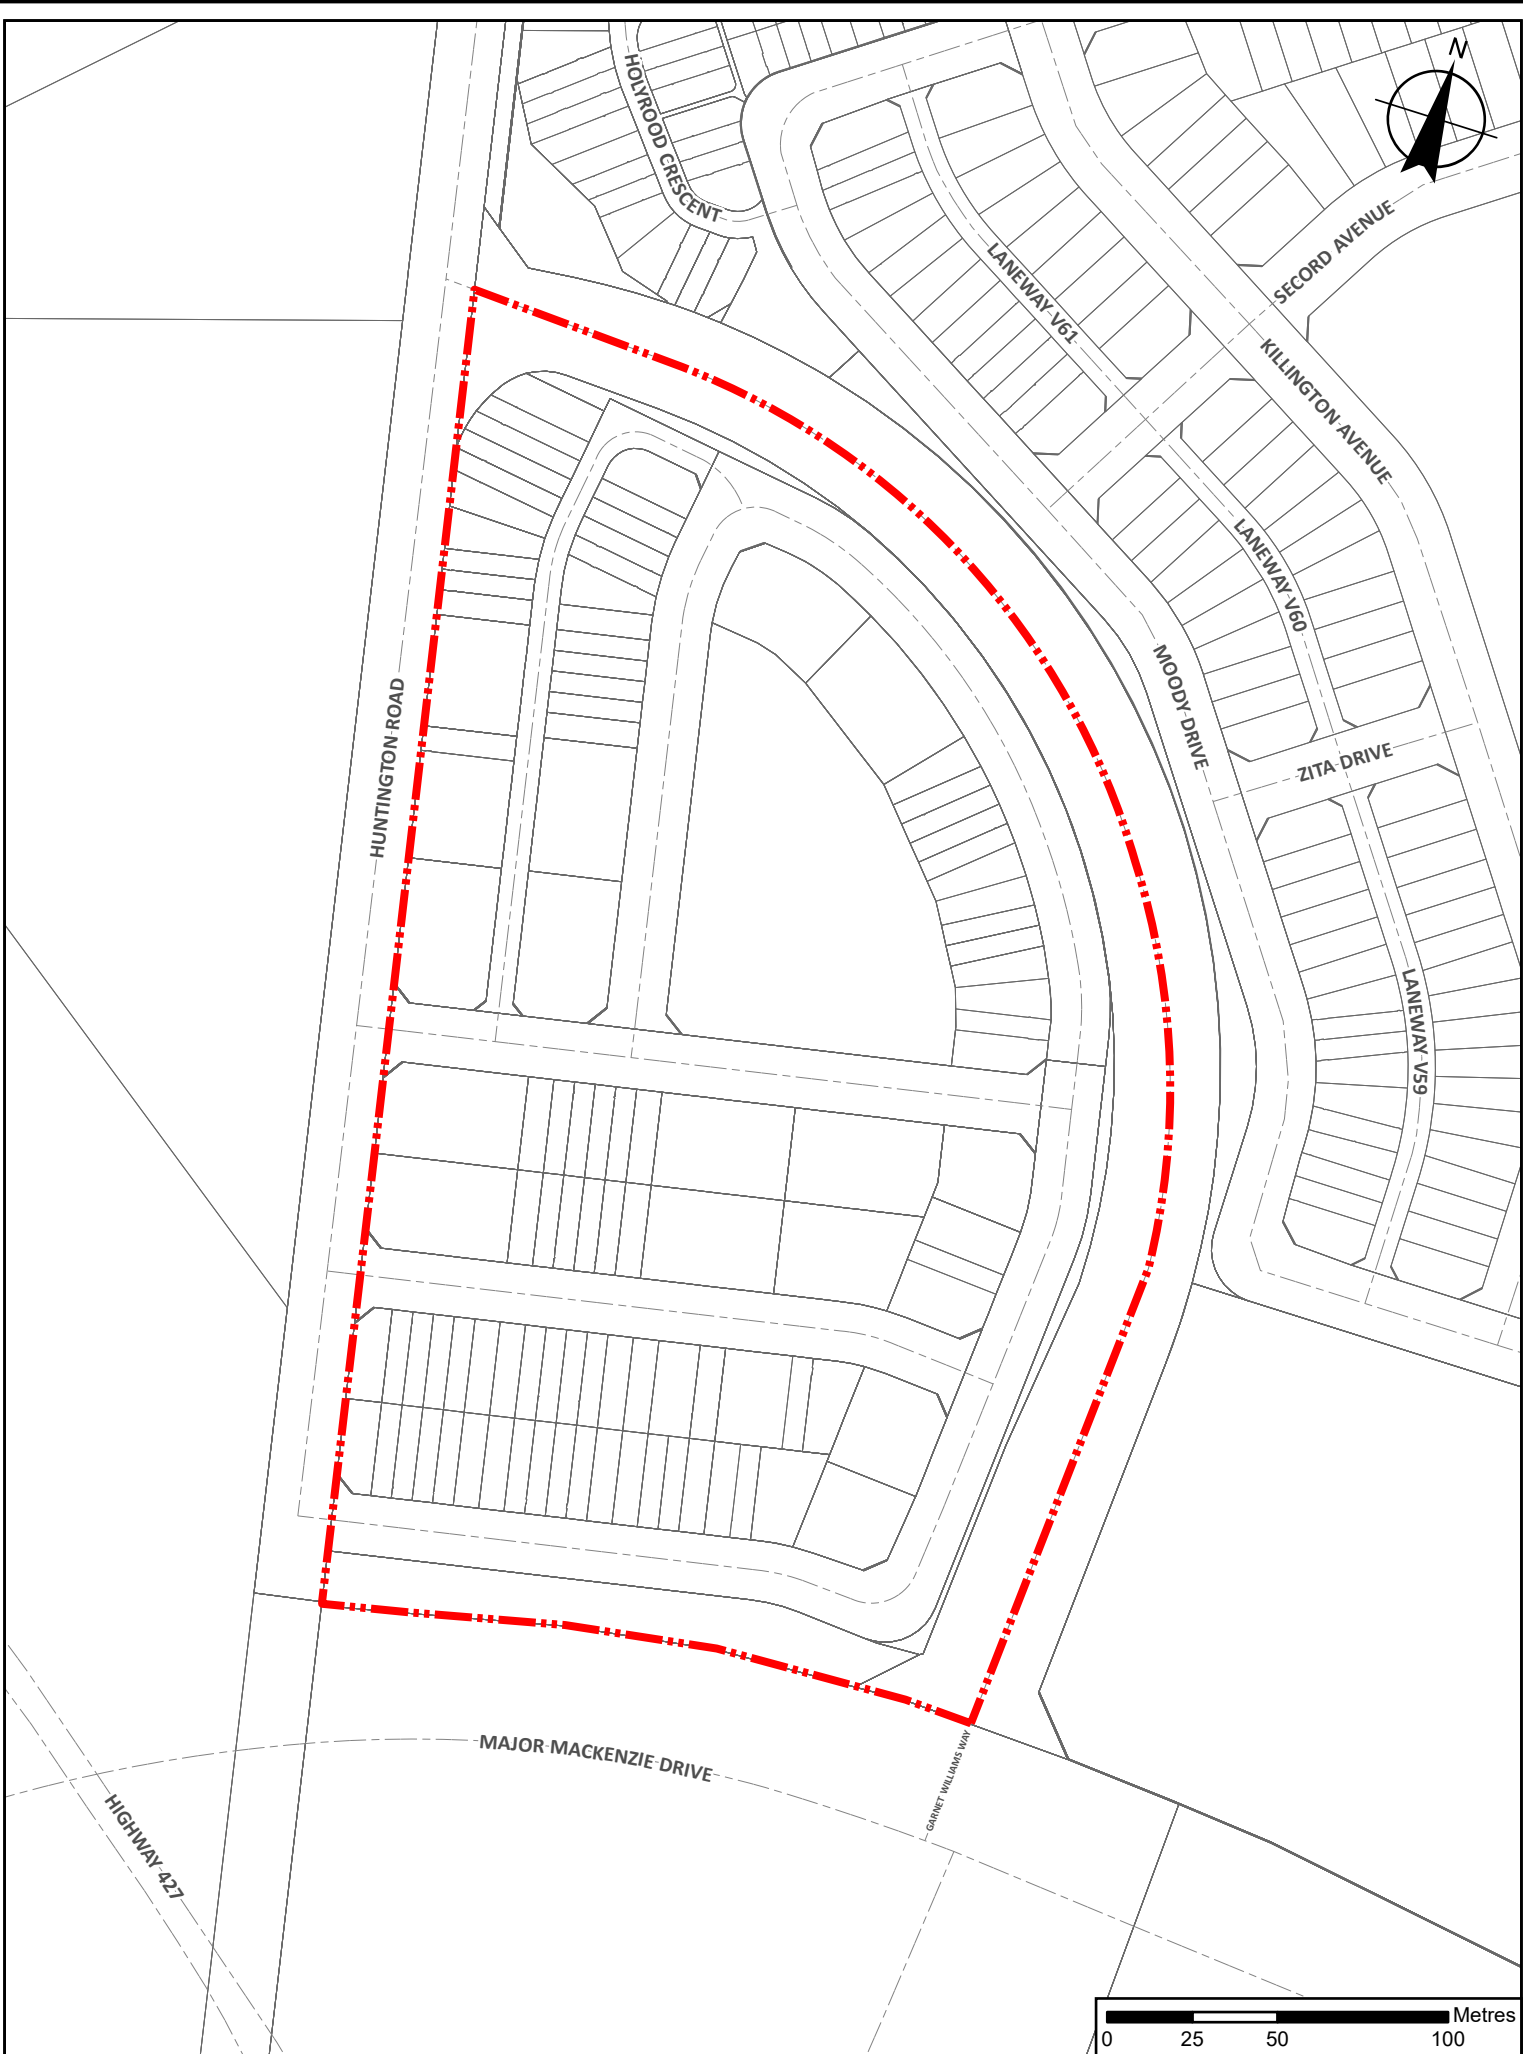 N
HOLYROOD CRESCENT
SECORD AVENUE
LANEWAY V61
KILLINGTON AVENUE
LANEWAY V60
MOODY DRIVE
HUNTINGTON ROAD
ZITA DRIVE
LANEWAY V59
MAJOR MACKENZIE DRIVE
GARNET WILLIAMS WAY
HIGHWAY 427
Metres
0 25 50 100